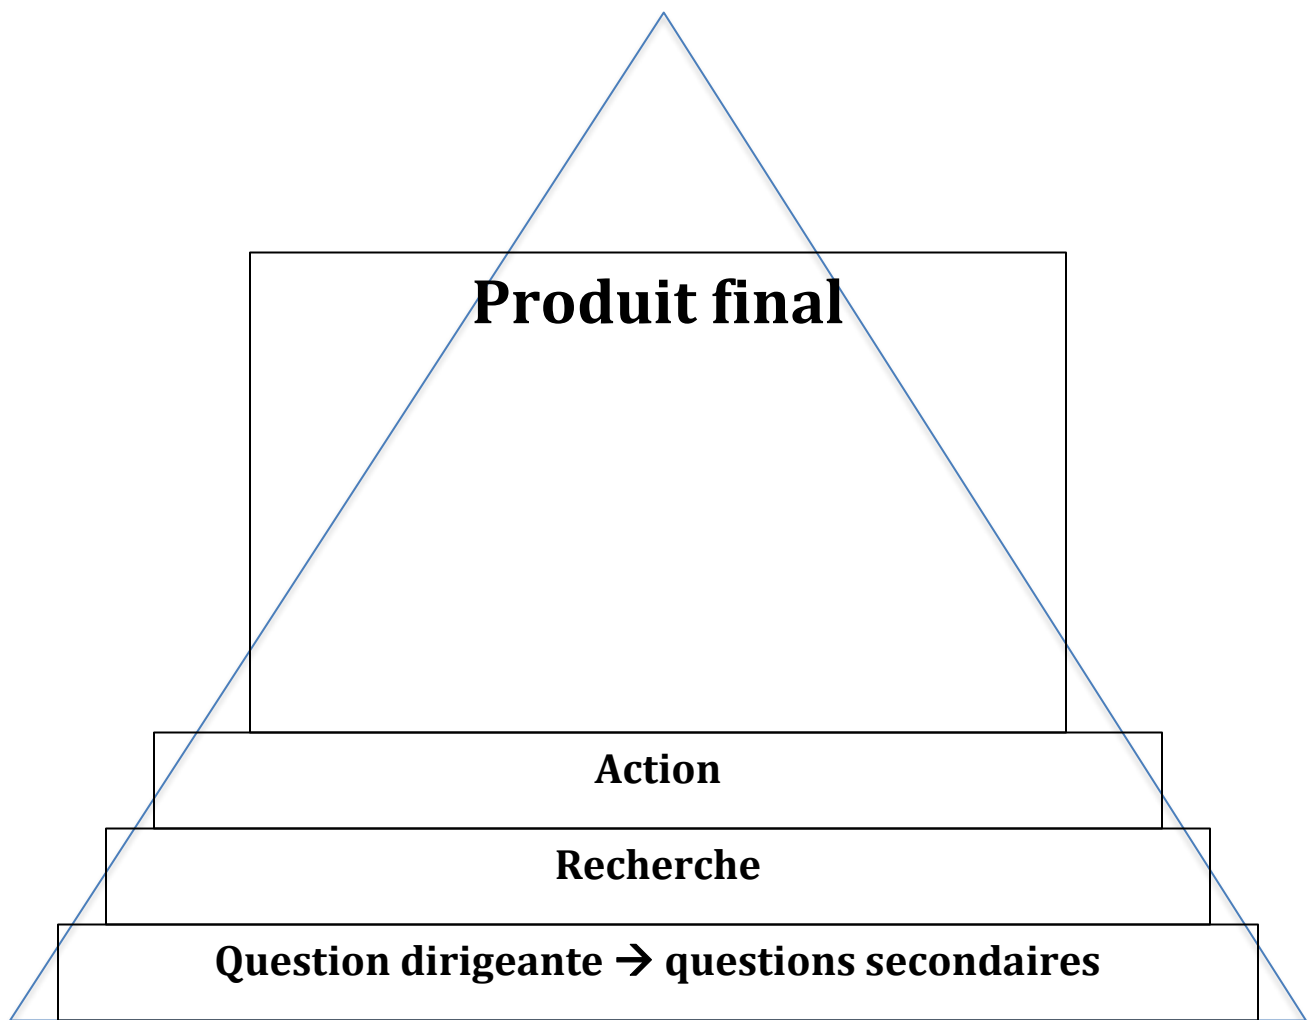 Produit final
Action
Recherche
Question dirigeante → questions secondaires